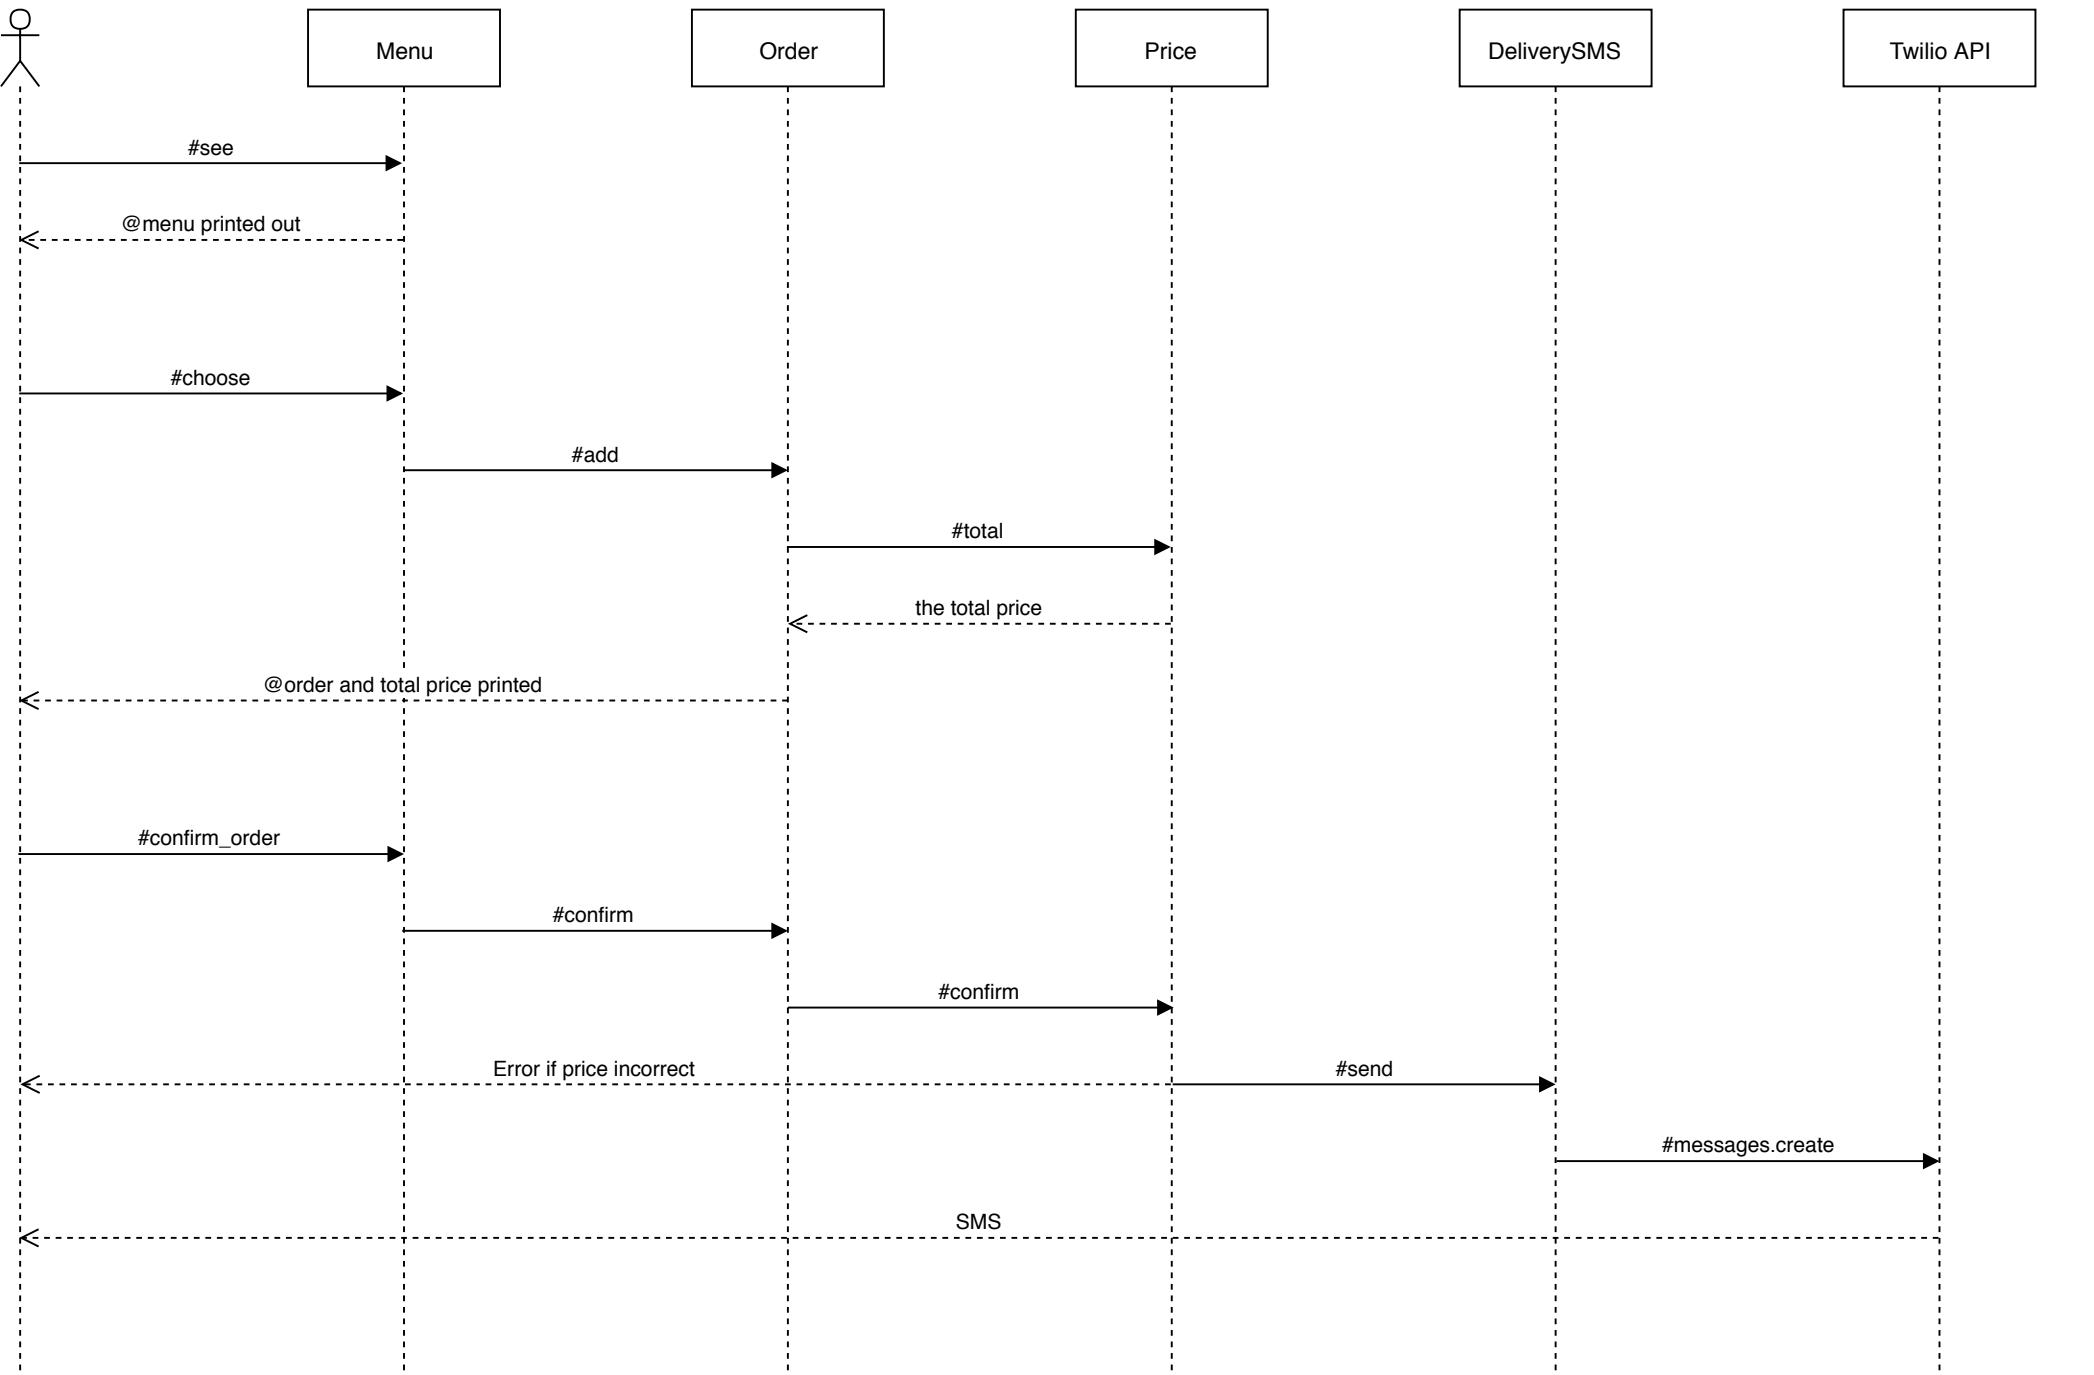 Menu
Order
Price
DeliverySMS
Twilio API
#see
@menu printed out
#choose
#add
#total
the total price
@order and total price printed
#confirm_order
#confirm
#confirm
Error if price incorrect
#send
#messages.create
SMS